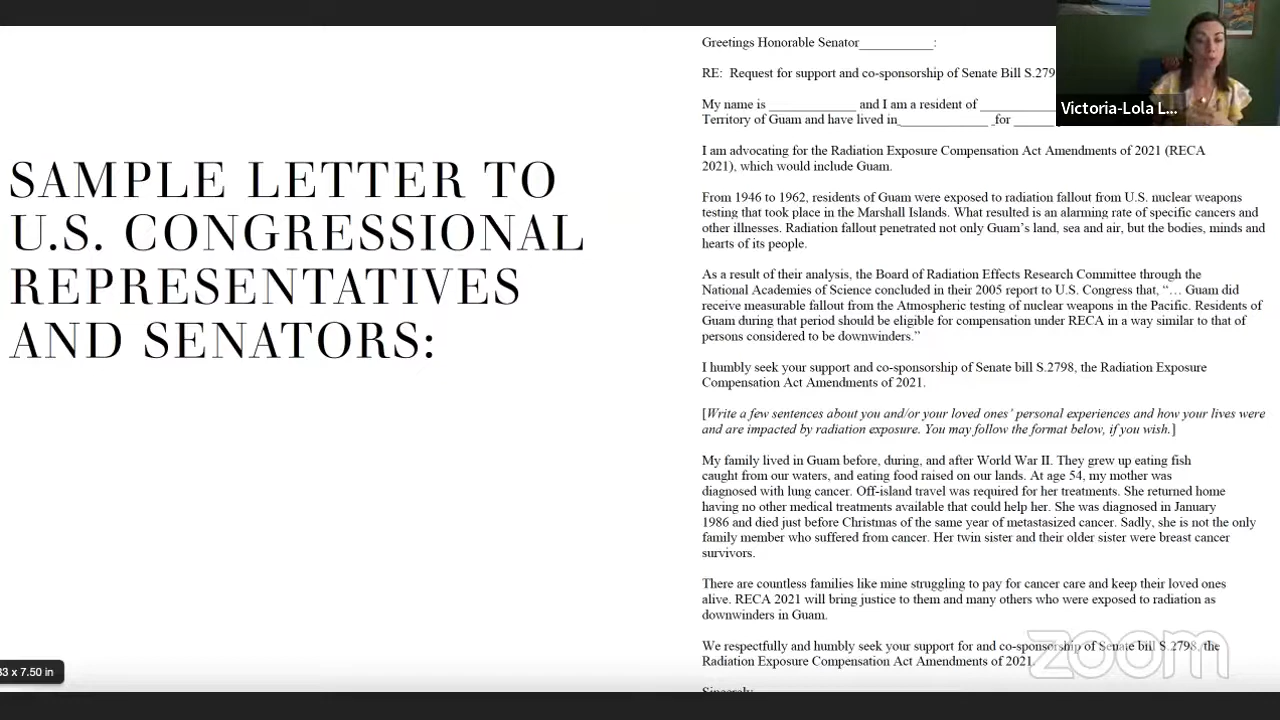 SAMPLE LETTER TO
U.S. CONGRESSIONAL
REPRESENTATIVES
AND SENATORS:
Greetings Honorable Senator___________:
RE: Request for support and co-sponsorship of Senate Bill S.279
My name is _____________ and I am a resident of ___________
Territory of Guam and have lived in_____________ _for ______
I am advocating for the Radiation Exposure Compensation Act Amendments of 2021 (RECA
2021), which would include Guam.
From 1946 to 1962, residents of Guam were exposed to radiation fallout from U.S. nuclear weapons
testing that took place in the Marshall Islands. What resulted is an alarming rate of specific cancers and
other illnesses. Radiation fallout penetrated not only Guam's land, sea and air, but the bodies, minds and
hearts of its people.
As a result of their analysis, the Board of Radiation Effects Research Committee through the
National Academies of Science concluded in their 2005 report to U.S. Congress that, “… Guam did
receive measurable fallout from the Atmospheric testing of nuclear weapons in the Pacific. Residents of
Guam during that period should be eligible for compensation under RECA in a way similar to that of
persons considered to be downwinders.”
I humbly seek your support and co-sponsorship of Senate bill S.2798, the Radiation Exposure
Compensation Act Amendments of 2021.
[Write a few sentences about you and/or your loved ones' personal experiences and how your lives were
and are impacted by radiation exposure. You may follow the format below, if you wish.]
My family lived in Guam before, during, and after World War II. They grew up eating fish
caught from our waters, and eating food raised on our lands. At age 54, my mother was
diagnosed with lung cancer. Off-island travel was required for her treatments. She returned home
having no other medical treatments available that could help her. She was diagnosed in January
1986 and died just before Christmas of the same year of metastasized cancer. Sadly, she is not the only
family member who suffered from cancer. Her twin sister and their older sister were breast cancer
survivors.
There are countless families like mine struggling to pay for cancer care and keep their loved ones
alive. RECA 2021 will bring justice to them and many others who were exposed to radiation as
downwinders in Guam.
We respectfully and humbly seek your support for and co-sponsorship of Senate bill S.2798, the
Radiation Exposure Compensation Act Amendments of 2021.
Sincerely
Victoria-Lola L...
33 x 7.50 in
zoom